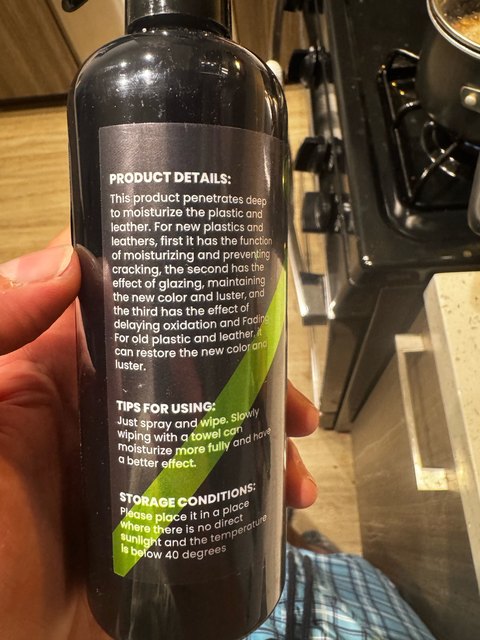 PRODUCT DETAILS:
This product penetrates deep
to moisturize the plastic and
leather. For new plastics and
leathers, first it has the function
of moisturizing and preventing
cracking, the second has the
effect of glazing, maintaining
the new color and luster, and
the third has the effect of
delaying oxidation and Fading
For old plastic and leather, it
can restore the new color and
luster.
TIPS FOR USING:
Just spray and wipe. Slowly
wiping with a towel can
moisturize more fully and have
a better effect.
STORAGE CONDITIONS:
Please place it in a place
where there is no direct
sunlight and the temperature
is below 40 degrees